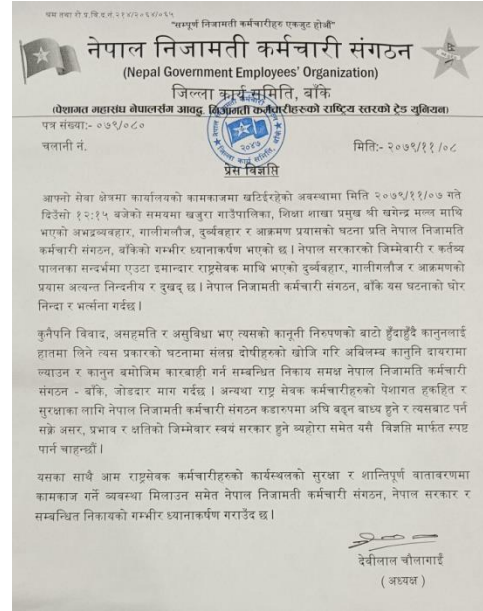 श्रम तथा रो.प्र.वि.द.नं.२१४/२०६४/०६५
"सम्पूर्ण निजामती कर्मचारीहरु एकजुट होऔं"
नेपाल निजामती कर्मचारी संगठन
(Nepal Government Employees' Organization)
जिल्ला कार्य समिति, बाँके
(पेशागत महासंघ नेपालसँग आवद्ध निजामती कर्मचारीहरुको राष्ट्रिय स्तरको ट्रेड युनियन)
पत्र संख्या:- ०७९/०८०
चलानी नं.
मिति:- २०७९/११/०८
२०४७
प्रेस विज्ञप्ति
आफ्नो सेवा क्षेत्रमा कार्यालयको कामकाजमा खटिईरहेको अवस्थामा मिति २०७९/११/०७ गते
दिउँसो १२:१५ बजेको समयमा खजुरा गाउँपालिका, शिक्षा शाखा प्रमुख श्री खगेन्द्र मल्ल माथि
भएको अभद्रव्यवहार, गालीगलौज, दुर्व्यवहार र आक्रमण प्रयासको घटना प्रति नेपाल निजामति
कर्मचारी संगठन, बाँकेको गम्भीर ध्यानाकर्षण भएको छ । नेपाल सरकारको जिम्मेवारी र कर्तव्य
पालनका सन्दर्भमा एउटा इमान्दार राष्ट्रसेवक माथि भएको दुर्व्यवहार, गालीगलौज र आक्रमणको
प्रयास अत्यन्त निन्दनीय र दुखद् छ । नेपाल निजामती कर्मचारी संगठन, बाँके यस घटनाको घोर
निन्दा र भर्त्सना गर्दछ ।
कुनैपनि विवाद, असहमति र असुविधा भए त्यसको कानूनी निरुपणको बाटो हुँदाहुँदै कानुनलाई
हातमा लिने त्यस प्रकारको घटनामा संलग्न दोषीहरुको खोजि गरि अबिलम्ब कानुनि दायरामा
ल्याउन र कानुन बमोजिम कारबाही गर्न सम्बन्धित निकाय समक्ष नेपाल निजामति कर्मचारी
संगठन - बाँके, जोडदार माग गर्दछ । अन्यथा राष्ट्र सेवक कर्मचारीहरुको पेशागत हकहित र
सुरक्षाका लागि नेपाल निजामती कर्मचारी संगठन कडारुपमा अघि बढ्न बाध्य हुने र त्यसबाट पर्न
सक्ने असर, प्रभाव र क्षतिको जिम्मेवार स्वयं सरकार हुने व्यहोरा समेत यसै विज्ञप्ति मार्फत स्पष्ट
पार्न चाहन्छौं ।
यसका साथै आम राष्ट्रसेवक कर्मचारीहरुको कार्यस्थलको सुरक्षा र शान्तिपूर्ण वातावरणमा
कामकाज गर्ने व्यवस्था मिलाउन समेत नेपाल निजामती कर्मचारी संगठन, नेपाल सरकार र
सम्बन्धित निकायको गम्भीर ध्यानाकर्षण गराउँद छ ।
देवीलाल चौलागाई
( अध्यक्ष )